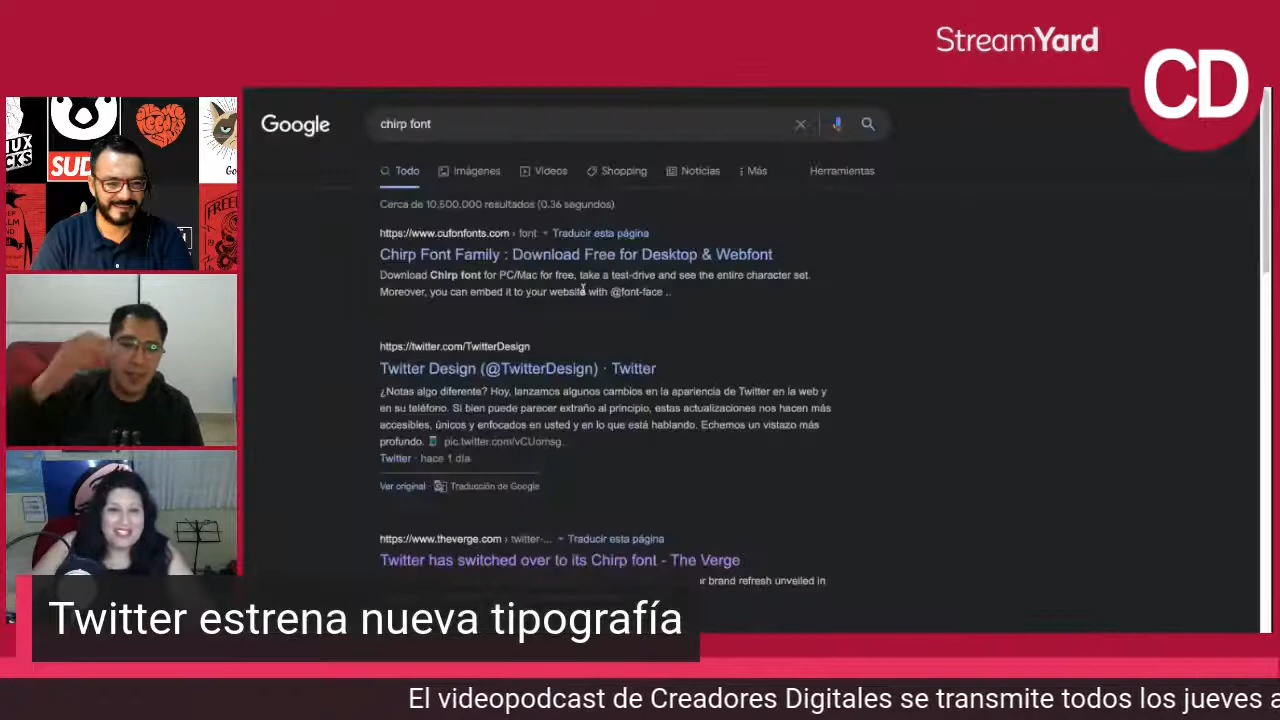 StreamYard
CD
SUD
Google
chirp font
Todo
Imágenes
Videos
Shopping
Noticias
Más
Herramientas
Cerca de 10.500.000 resultados (0.36 segundos)
https://www.cufonfonts.com › font Traducir esta página
Chirp Font Family : Download Free for Desktop & Webfont
Download Chirp font for PC/Mac for free, take a test-drive and see the entire character set.
Moreover, you can embed it to your website with @font-face ..
https://twitter.com/TwitterDesign
Twitter Design (@TwitterDesign) · Twitter
¿Notas algo diferente? Hoy, lanzamos algunos cambios en la apariencia de Twitter en la web y
en su teléfono. Si bien puede parecer extraño al principio, estas actualizaciones nos hacen más
accesibles, únicos y enfocados en usted y en lo que está hablando. Echemos un vistazo más
profundo. pic.twitter.com/vCUomsg.
Twitter · hace 1 día
Ver original · Traducción de Google
https://www.theverge.com › twitter-... Traducir esta página
Twitter has switched over to its Chirp font - The Verge
r brand refresh unveiled in
Twitter estrena nueva tipografía
El videopodcast de Creadores Digitales se transmite todos los jueves a